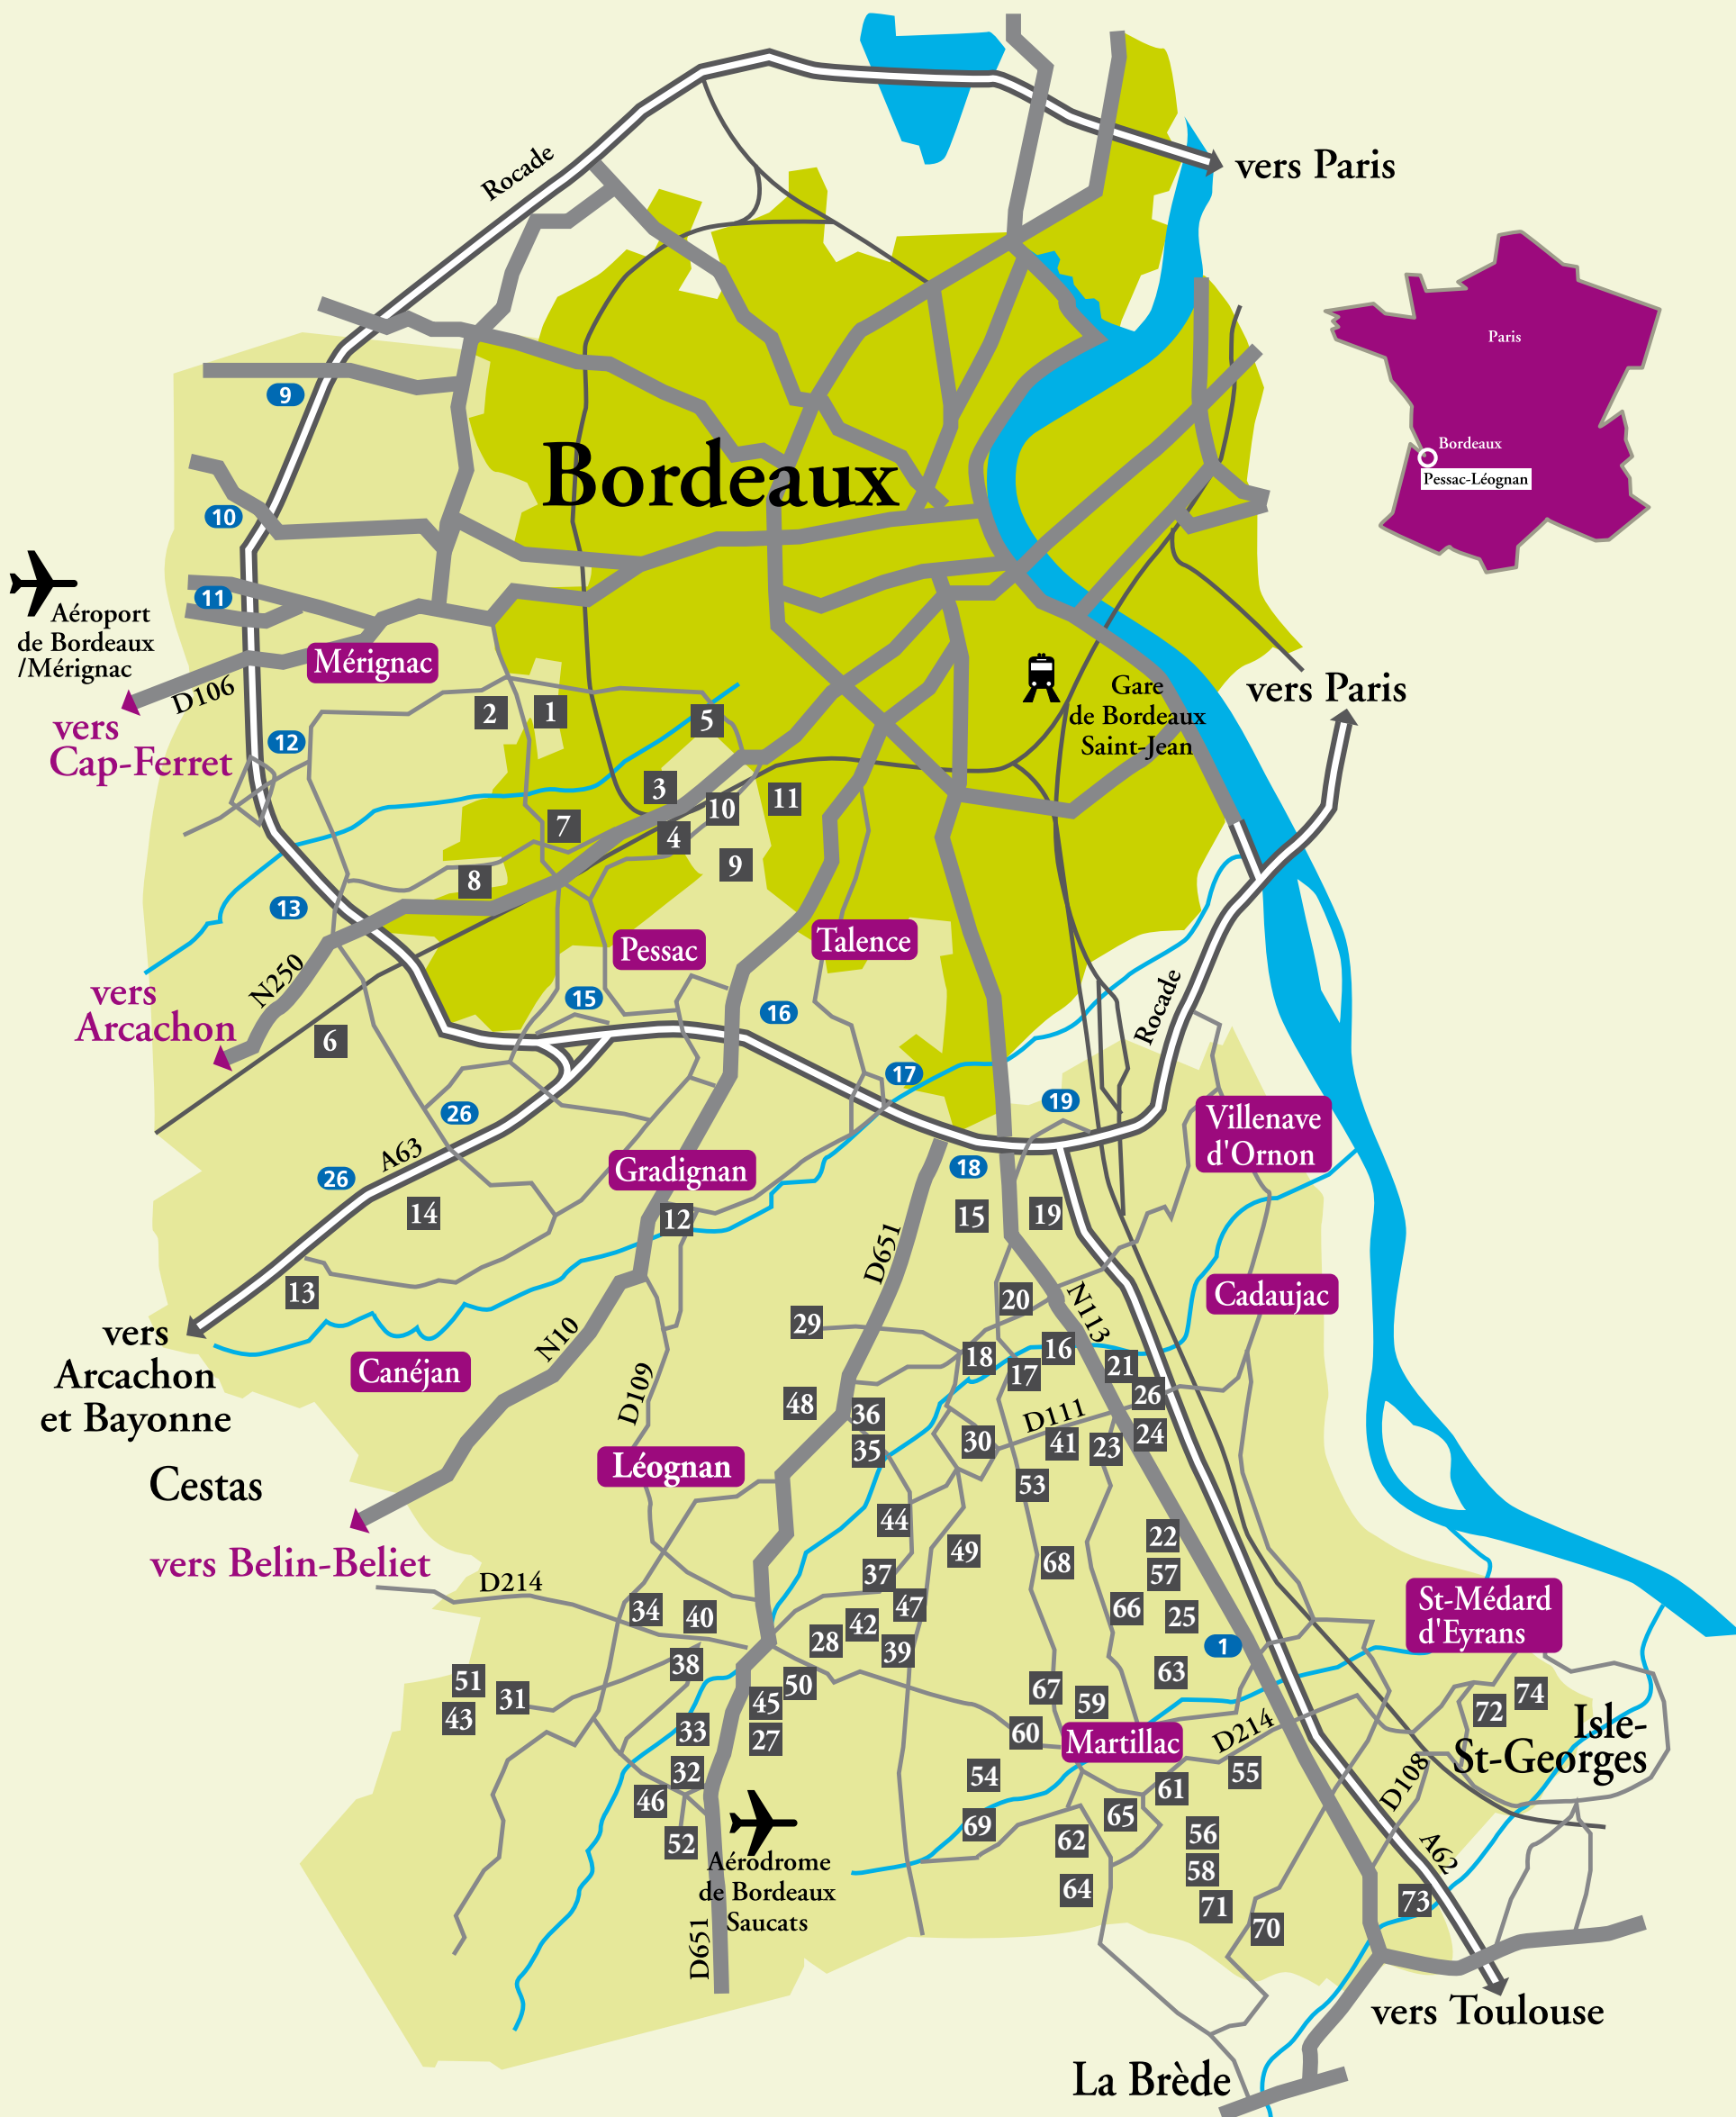 Rocade
vers Paris
Paris
Bordeaux
Pessac-Léognan
9
Bordeaux
10
11
Aéroport
de Bordeaux
/Mérignac
Mérignac
D106
vers
Cap-Ferret
12
2
1
5
Gare
de Bordeaux
Saint-Jean
vers Paris
3
10
11
7
4
9
8
13
Pessac
Talence
N250
vers
Arcachon
15
16
6
Rocade
17
26
19
Villenave
d'Ornon
A63
26
Gradignan
18
14
12
15
19
D651
13
20
Cadaujac
N113
29
vers
Arcachon
et Bayonne
N10
Canéjan
D109
18
16
17
21
26
48
36
D111
35
30
41
23
24
Léognan
Cestas
53
44
22
49
68
vers Belin-Beliet
D214
37
57
34
40
47
66
25
St-Médard
d'Eyrans
42
28
39
1
38
51
31
50
63
43
45
67
59
72
74
33
27
60
Martillac
D214
Isle-
St-Georges
32
54
55
D108
46
61
52
69
65
62
56
A62
Aérodrome
de Bordeaux
Saucats
58
64
71
73
70
D651
vers Toulouse
La Brède